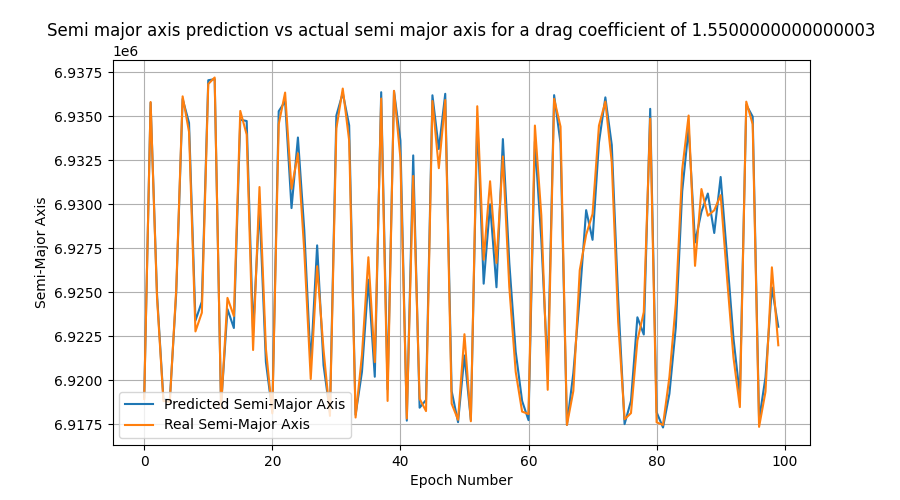 Semi major axis prediction vs actual semi major axis for a drag coefficient of 1.5500000000000003
1e6
6.9375
6.9350
6.9325
6.9300
6.9275
6.9250
6.9225
6.9200
6.9175
Semi-Major Axis
Predicted Semi-Major Axis
Real Semi-Major Axis
0 20 40 60 80 100
Epoch Number